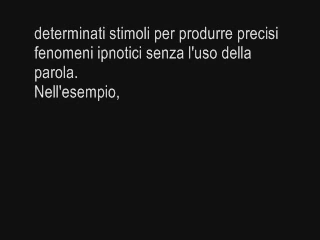 determinati stimoli per produrre precisi
fenomeni ipnotici senza l'uso della
parola.
Nell'esempio,